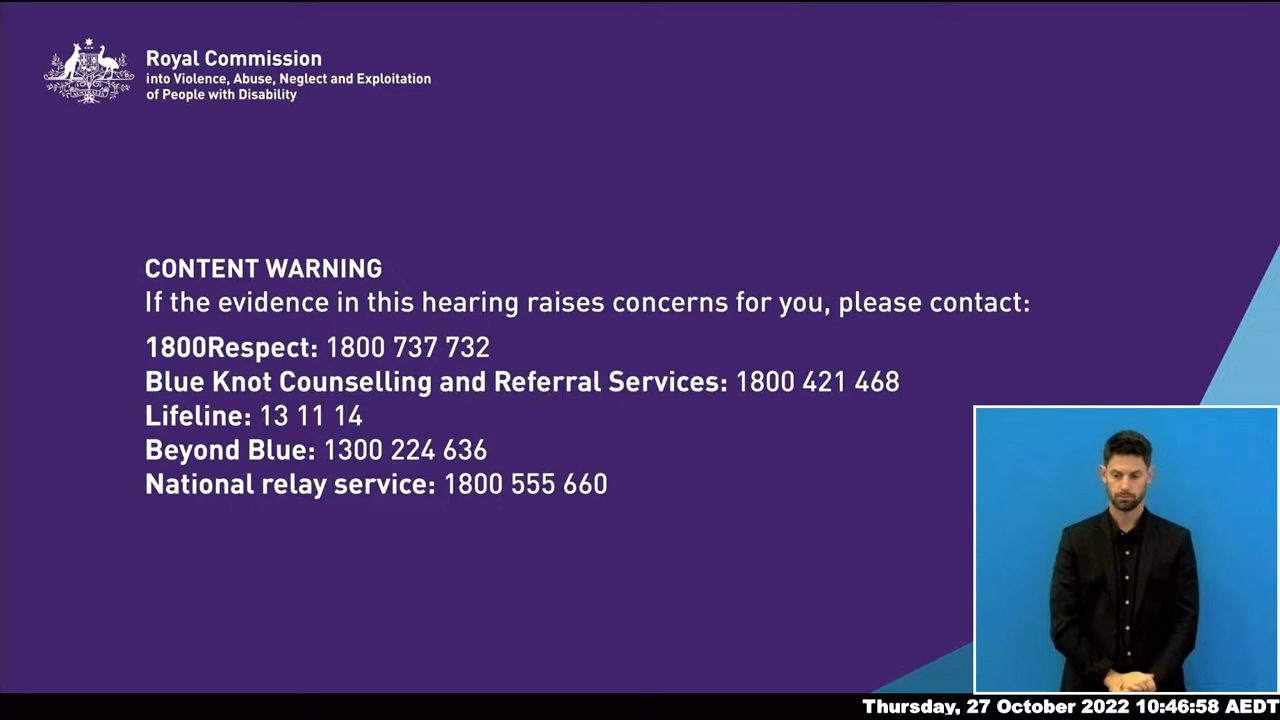 Royal Commission
into Violence, Abuse, Neglect and Exploitation
of People with Disability
CONTENT WARNING
If the evidence in this hearing raises concerns for you, please contact:
1800Respect: 1800 737 732
Blue Knot Counselling and Referral Services: 1800 421 468
Lifeline: 13 11 14
Beyond Blue: 1300 224 636
National relay service: 1800 555 660
Thursday, 27 October 2022 10:46:58 AEDT